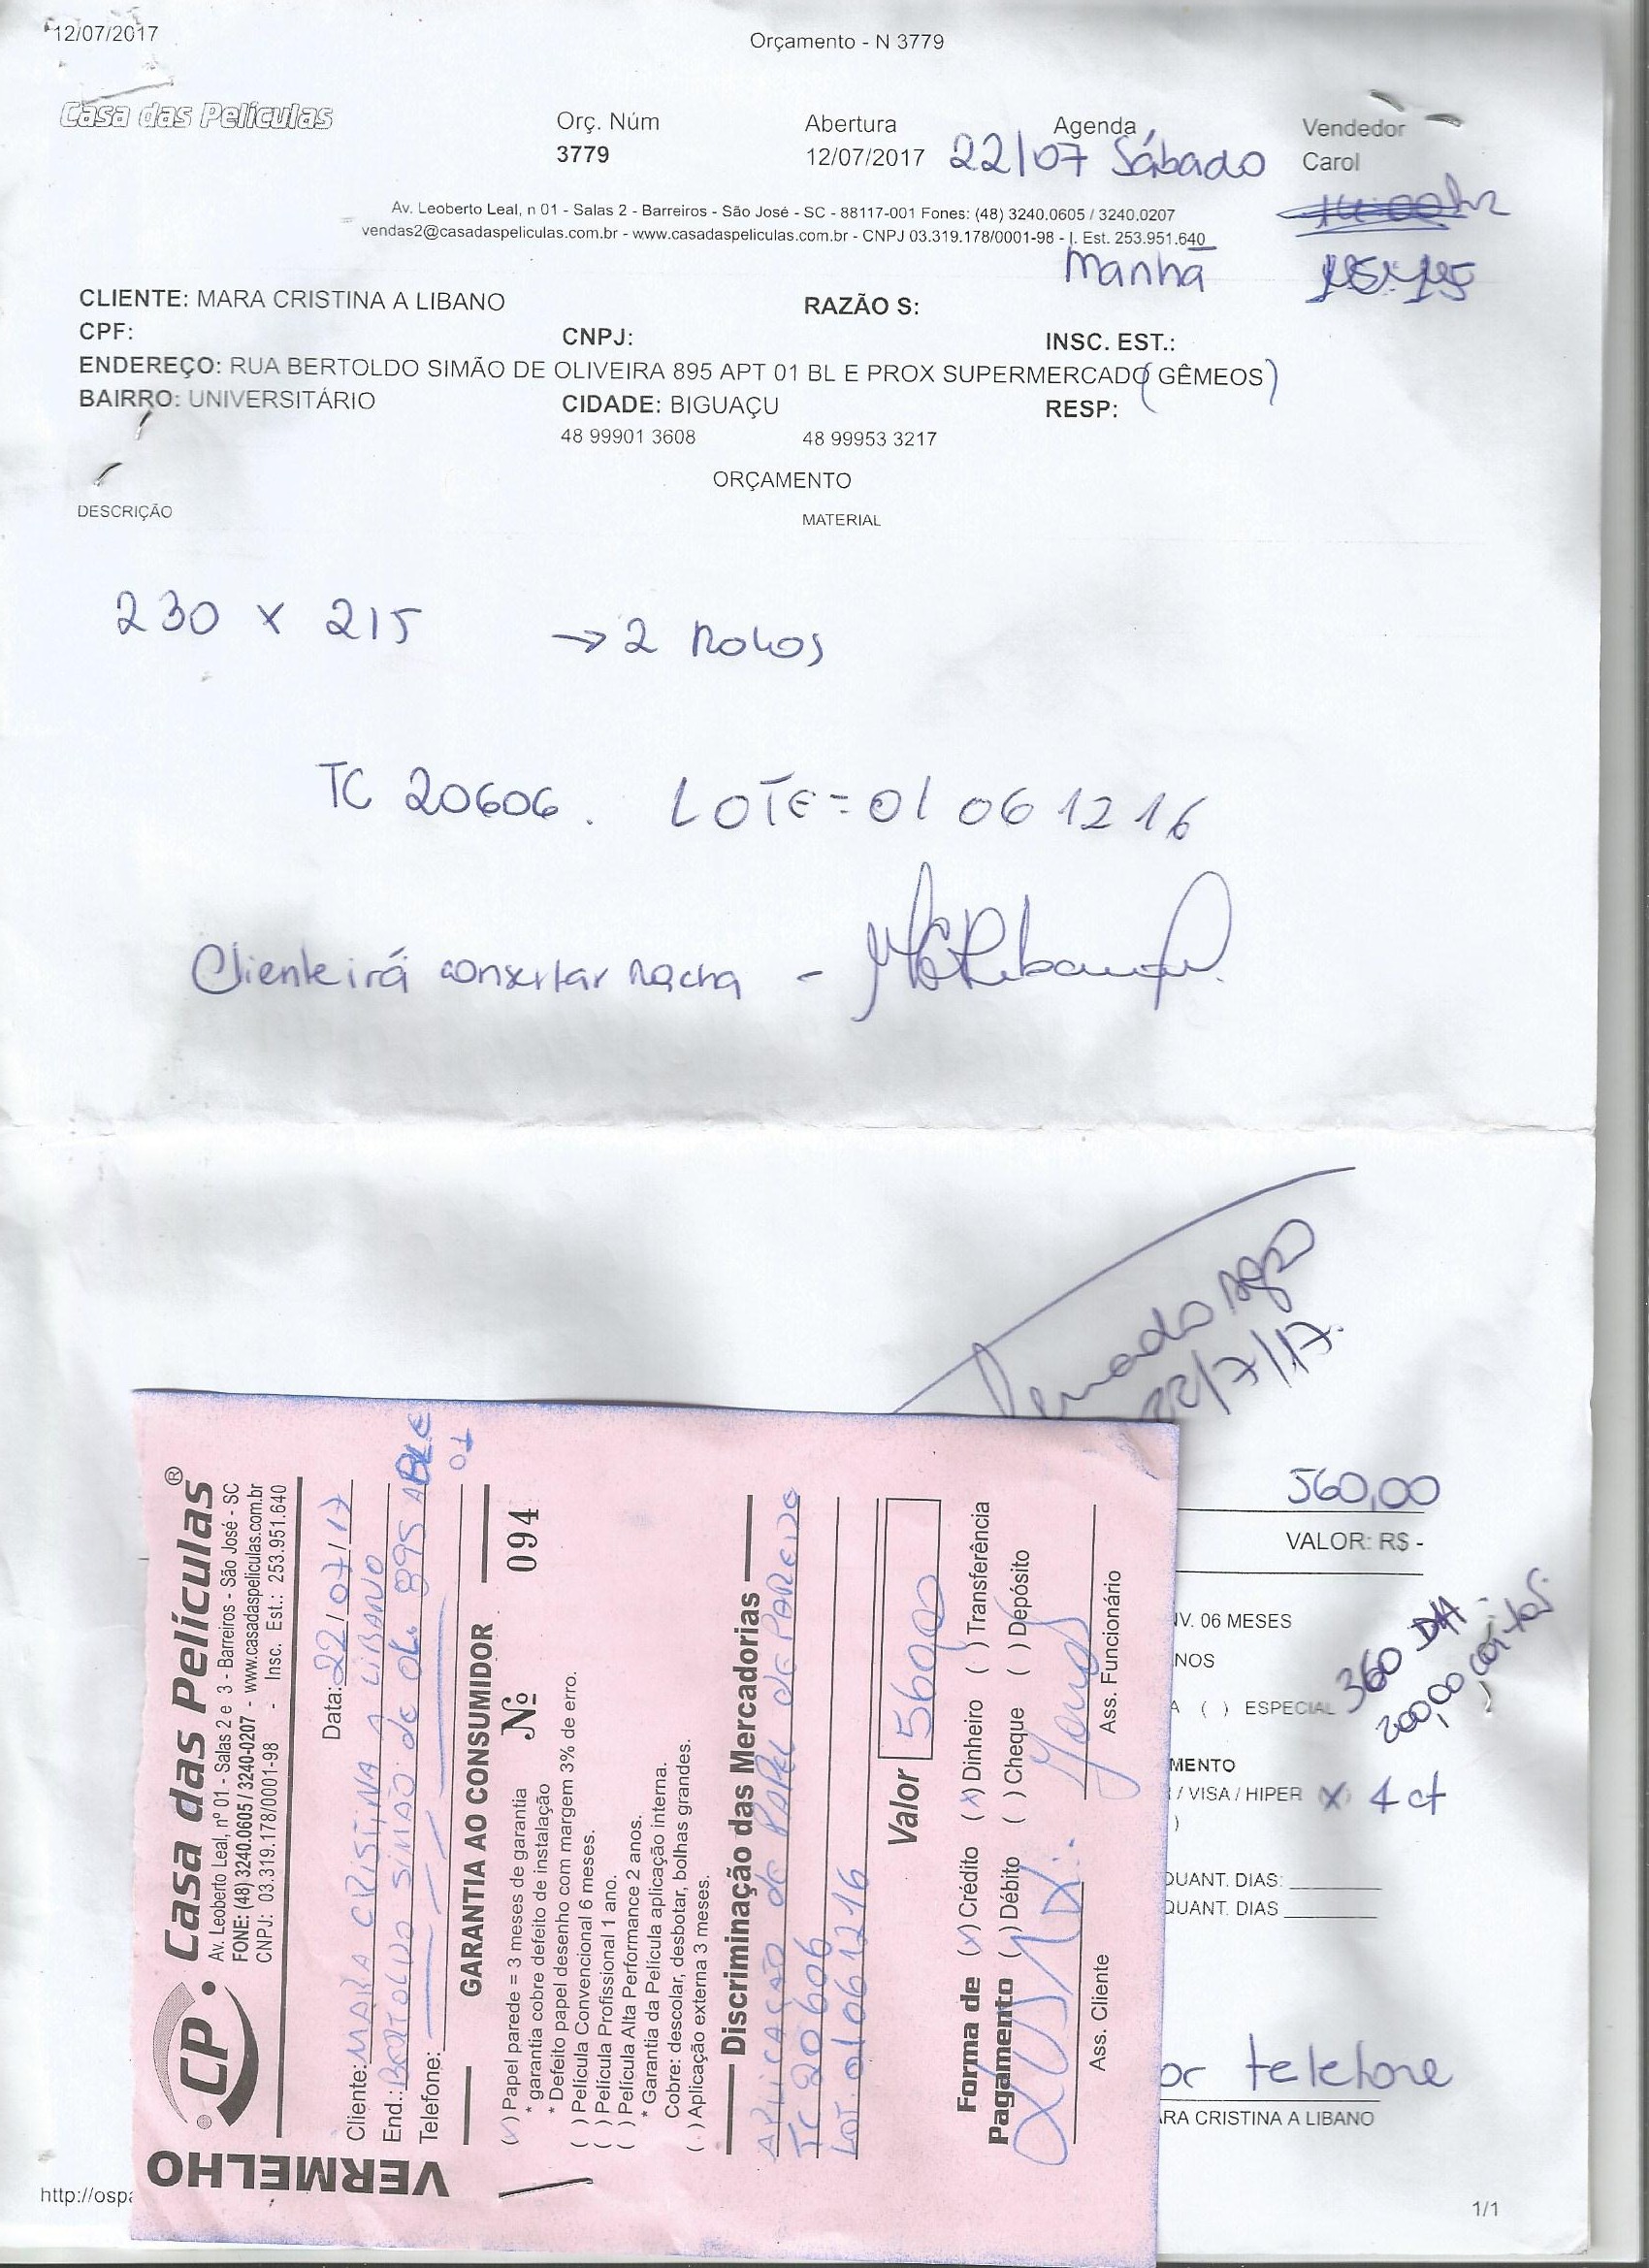 12/07/2017
Orçamento - N 3779
Casa das Películas
Orç. Núm
3779
Abertura
12/07/2017
Agenda
22/07 Sábado
Vendedor
Carol
14:00hr
Av. Leoberto Leal, n 01 - Salas 2 - Barreiros - São José - SC - 88117-001 Fones: (48) 3240.0605 / 3240.0207
vendas2@casadaspeliculas.com.br - www.casadaspeliculas.com.br - CNPJ 03.319.178/0001-98 - I. Est. 253.951.640
Manhã
CLIENTE: MARA CRISTINA A LIBANO
RAZÃO S:
CPF:
CNPJ:
INSC. EST.:
ENDEREÇO: RUA BERTOLDO SIMÃO DE OLIVEIRA 895 APT 01 BL E PROX SUPERMERCADO (GÊMEOS)
BAIRRO: UNIVERSITÁRIO
CIDADE: BIGUAÇU
RESP:
48 99901 3608
48 99953 3217
ORÇAMENTO
DESCRIÇÃO
MATERIAL
230 x 215 → 2 Rolos
TC 20606. LOTE=01061216
Cliente irá consertar racha -
22/7/17.
560,00
VALOR: R$ -
NV. 06 MESES
NOS
A ( ) ESPECIAL
360
200,00
MENTO
/ VISA / HIPER (X) 4 ct
)
QUANT. DIAS:
QUANT. DIAS
or telefone
RA CRISTINA A LIBANO
http://ospa
1/1
VERMELHO
CP
Casa das Películas®
Av. Leoberto Leal, nº 01 - Salas 2 e 3 - Barreiros - São José - SC
FONE: (48) 3240.0605 / 3240-0207 - www.casadaspeliculas.com.br
CNPJ: 03.319.178/0001-98 - Insc. Est.: 253.951.640
Data: 22/07/17
Cliente: MARA CRISTINA A LIBANO
End.: BERTOLDO SIMÃO de OLi. 895 A BL E
01
Telefone:
GARANTIA AO CONSUMIDOR
Nº 094
(√) Papel parede = 3 meses de garantia
* garantia cobre defeito de instalação
* Defeito papel desenho com margem 3% de erro.
( ) Película Convencional 6 meses.
( ) Película Profissional 1 ano.
( ) Película Alta Performance 2 anos.
* Garantia da Película aplicação interna.
Cobre: descolar, desbotar, bolhas grandes.
( ) Aplicação externa 3 meses.
Discriminação das Mercadorias
APLICAÇÃO de PAPEL de PAREDE
TC 20606
LOT. 01061216
Valor 560,00
Forma de Pagamento
(x) Crédito (x) Dinheiro ( ) Transferência
( ) Débito ( ) Cheque ( ) Depósito
Ass. Cliente
Ass. Funcionário